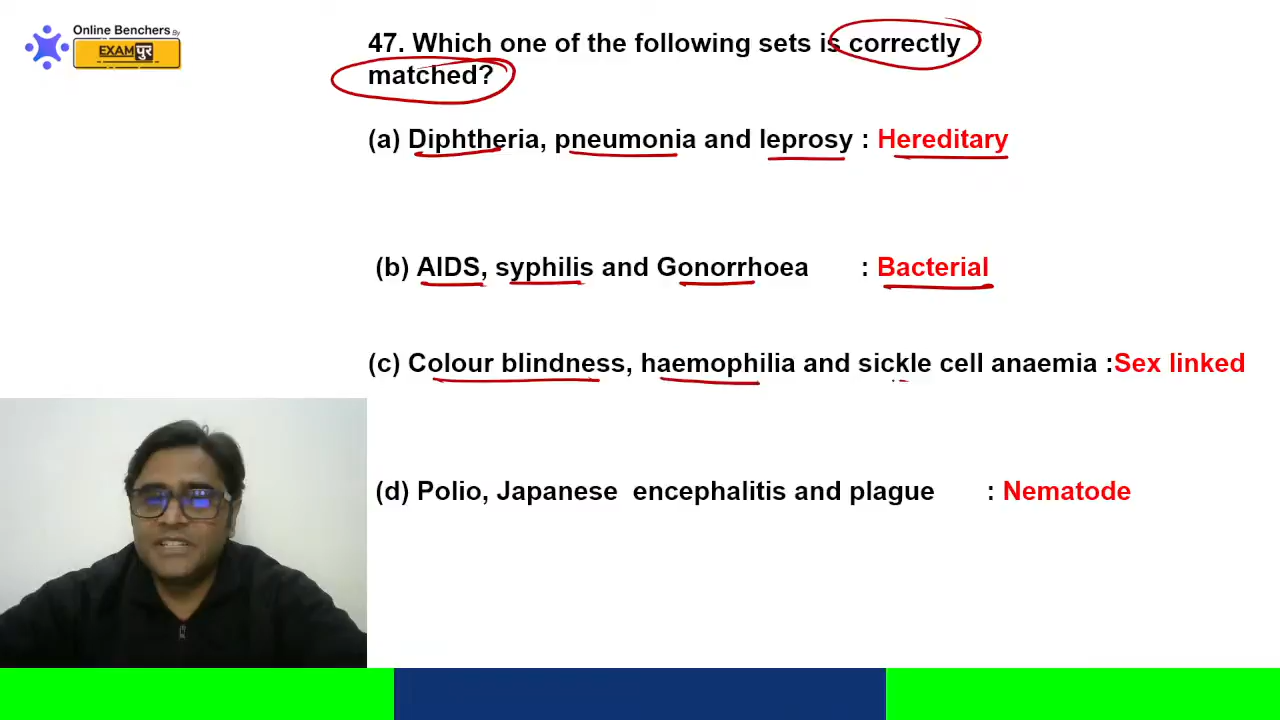 Online Benchers By
EXAM पुर
47. Which one of the following sets is correctly
matched?
(a) Diphtheria, pneumonia and leprosy : Hereditary
(b) AIDS, syphilis and Gonorrhoea : Bacterial
(c) Colour blindness, haemophilia and sickle cell anaemia :Sex linked
(d) Polio, Japanese encephalitis and plague : Nematode